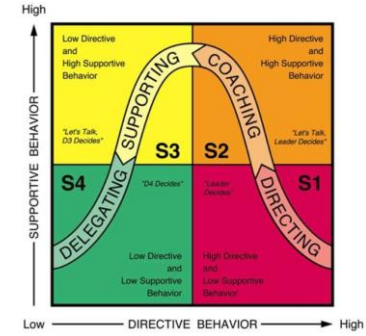 High
Low Directive
and
High Supportive
Behavior
High Directive
and
High Supportive
Behavior
SUPPORTING
COACHING
"Let's Talk,
D3 Decides"
"Let's Talk,
Leader Decides"
S3
S2
S4
"D4 Decides"
"Leader
Decides"
S1
DELEGATING
DIRECTING
Low Directive
and
Low Supportive
Behavior
High Directive
and
Low Supportive
Behavior
SUPPORTIVE BEHAVIOR
Low
DIRECTIVE BEHAVIOR
High